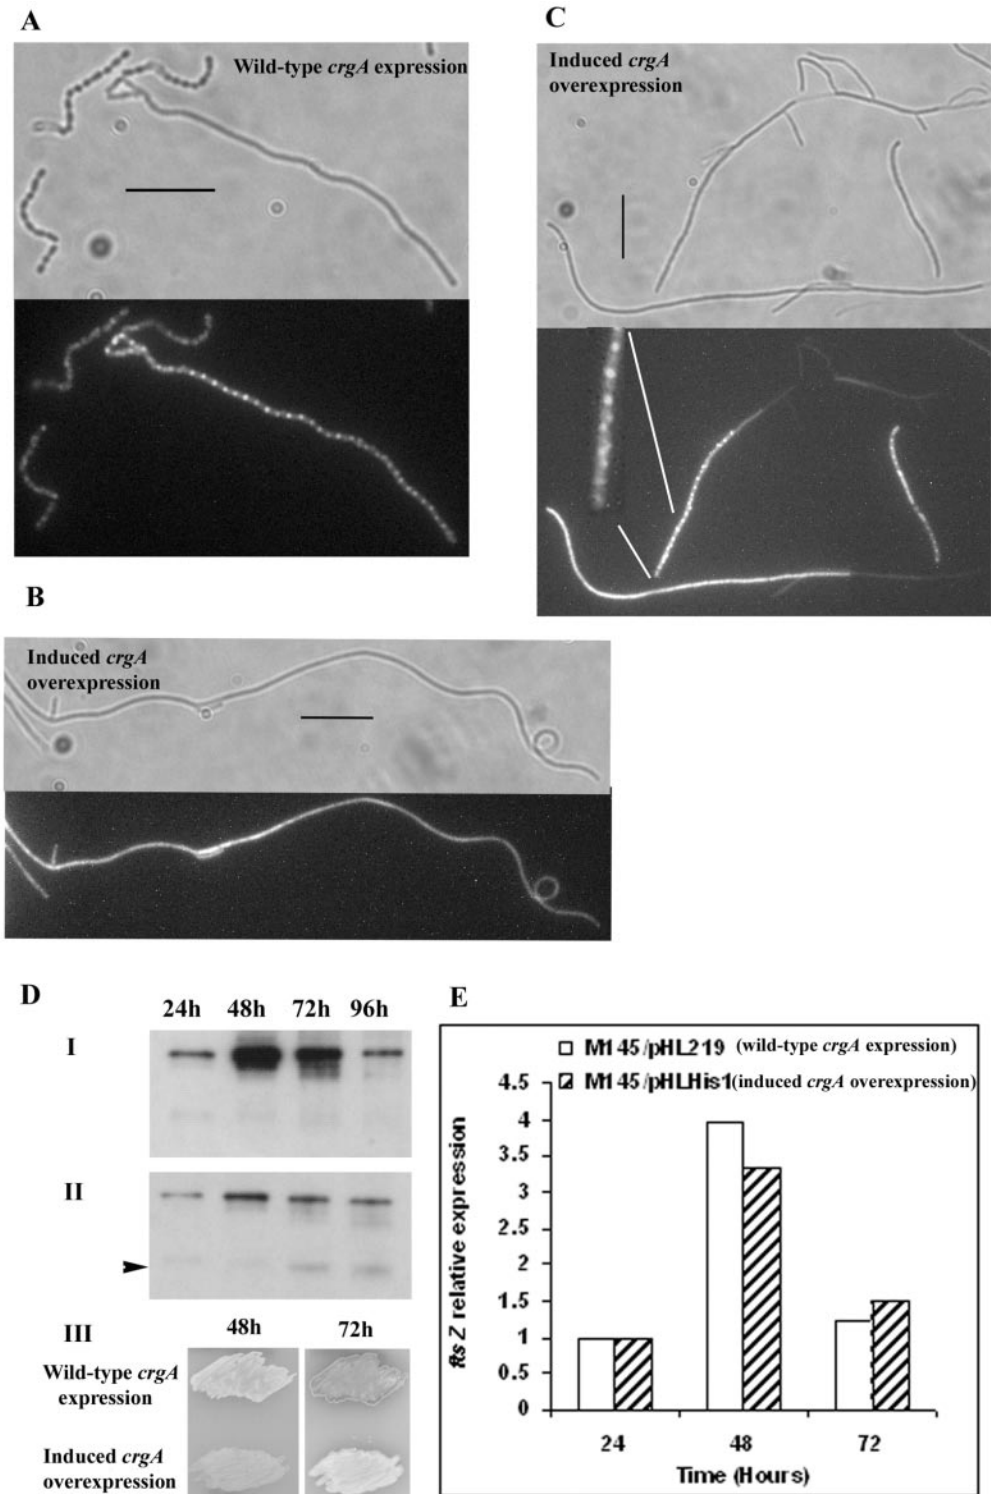 A
Wild-type crgA expression
C
Induced crgA
overexpression
B
Induced crgA
overexpression
D
24h 48h 72h 96h
I
II
III
48h 72h
Wild-type crgA
expression
Induced crgA
overexpression
E
M145/pHL219 (wild-type crgA expression)
M145/pHLHis1(induced crgA overexpression)
ftsZ relative expression
4.5
4
3.5
3
2.5
2
1.5
1
0.5
0
24 48 72
Time (Hours)